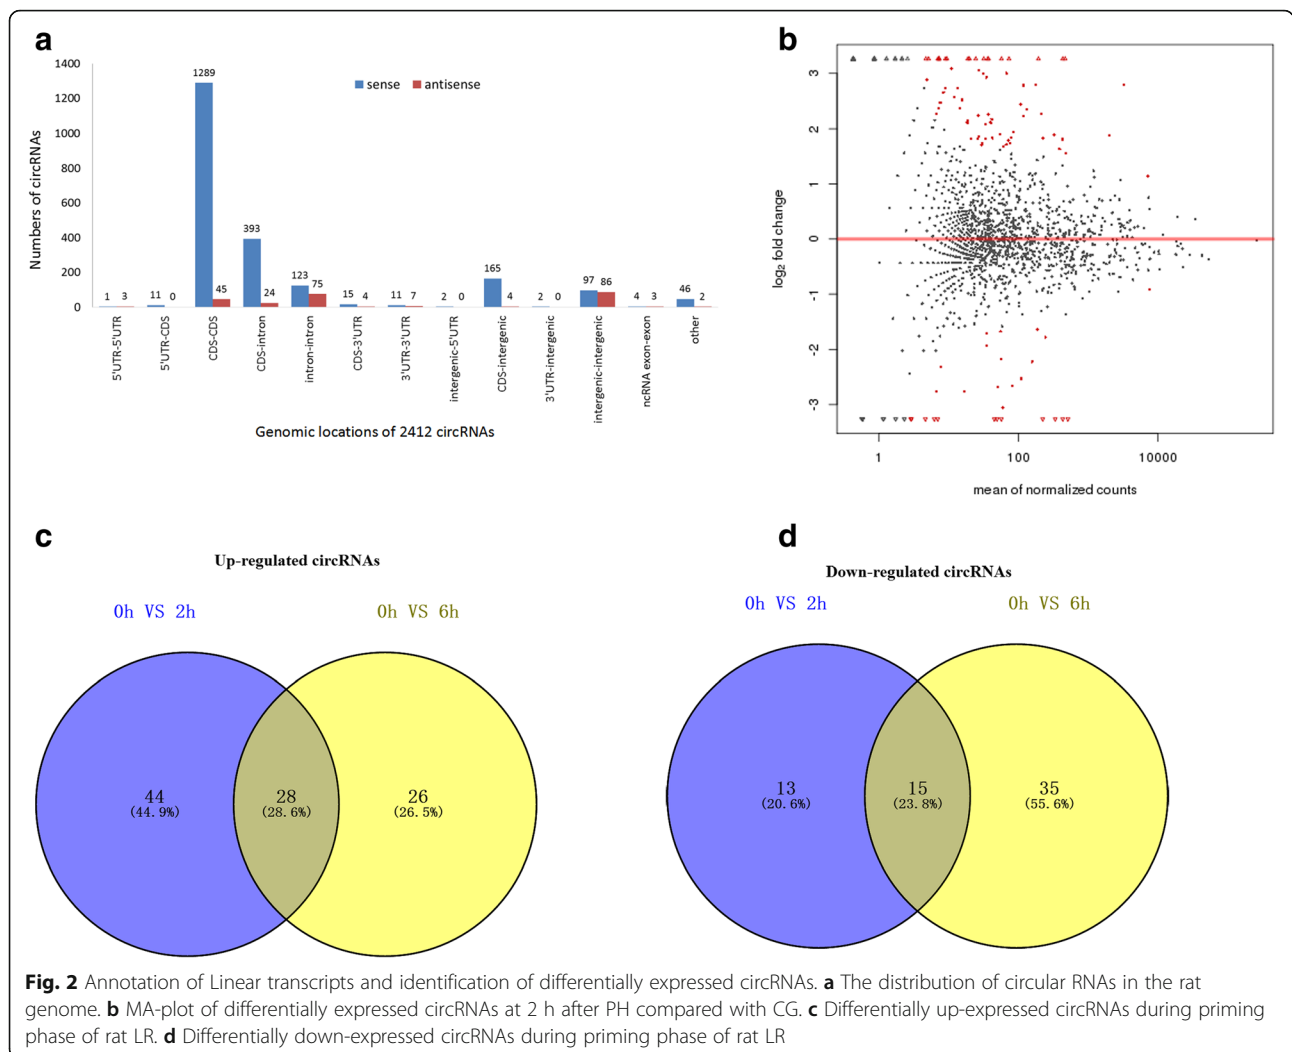 a
1400
1200
1000
800
600
400
200
0
Numbers of circRNAs
sense antisense
1 3 11 0 1289 45 393 24 123 75 15 4 11 7 2 0 165 4 2 0 97 86 4 3 46 2
5'UTR-5'UTR
5'UTR-CDS
CDS-CDS
CDS-intron
intron-intron
CDS-3'UTR
3'UTR-3'UTR
intergenic-5'UTR
CDS-intergenic
3'UTR-intergenic
intergenic-intergenic
ncRNA exon-exon
other
Genomic locations of 2412 circRNAs
b
3
2
1
0
-1
-2
-3
log2 fold change
1 100 10000
mean of normalized counts
c
Up-regulated circRNAs
0h VS 2h 0h VS 6h
44 28 26
(44.9%) (28.6%) (26.5%)
d
Down-regulated circRNAs
0h VS 2h 0h VS 6h
13 15 35
(20.6%) (23.8%) (55.6%)
Fig. 2 Annotation of Linear transcripts and identification of differentially expressed circRNAs. a The distribution of circular RNAs in the rat
genome. b MA-plot of differentially expressed circRNAs at 2 h after PH compared with CG. c Differentially up-expressed circRNAs during priming
phase of rat LR. d Differentially down-expressed circRNAs during priming phase of rat LR